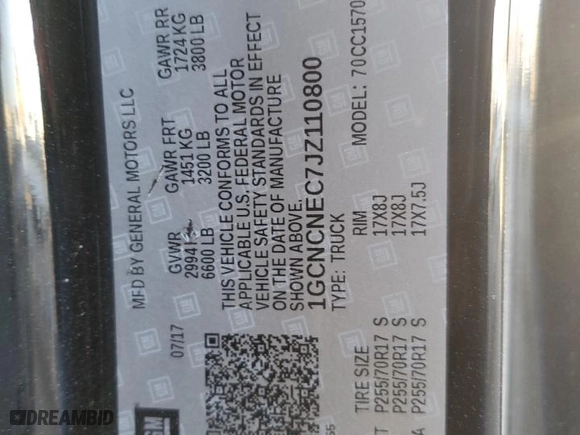 MFD BY GENERAL MOTORS LLC
07/17
GVWR GAWR FRT GAWR RR
2994 1451 KG 1724 KG
6600 LB 3200 LB 3800 LB
THIS VEHICLE CONFORMS TO ALL
APPLICABLE U.S. FEDERAL MOTOR
VEHICLE SAFETY STANDARDS IN EFFECT
ON THE DATE OF MANUFACTURE
SHOWN ABOVE.
1GCNCNEC7JZ110800
TYPE: TRUCK MODEL: 70CC1570
TIRE SIZE RIM
P255/70R17 S 17X8J
P255/70R17 S 17X8J
P255/70R17 S 17X7.5J
GM
DREAMBID